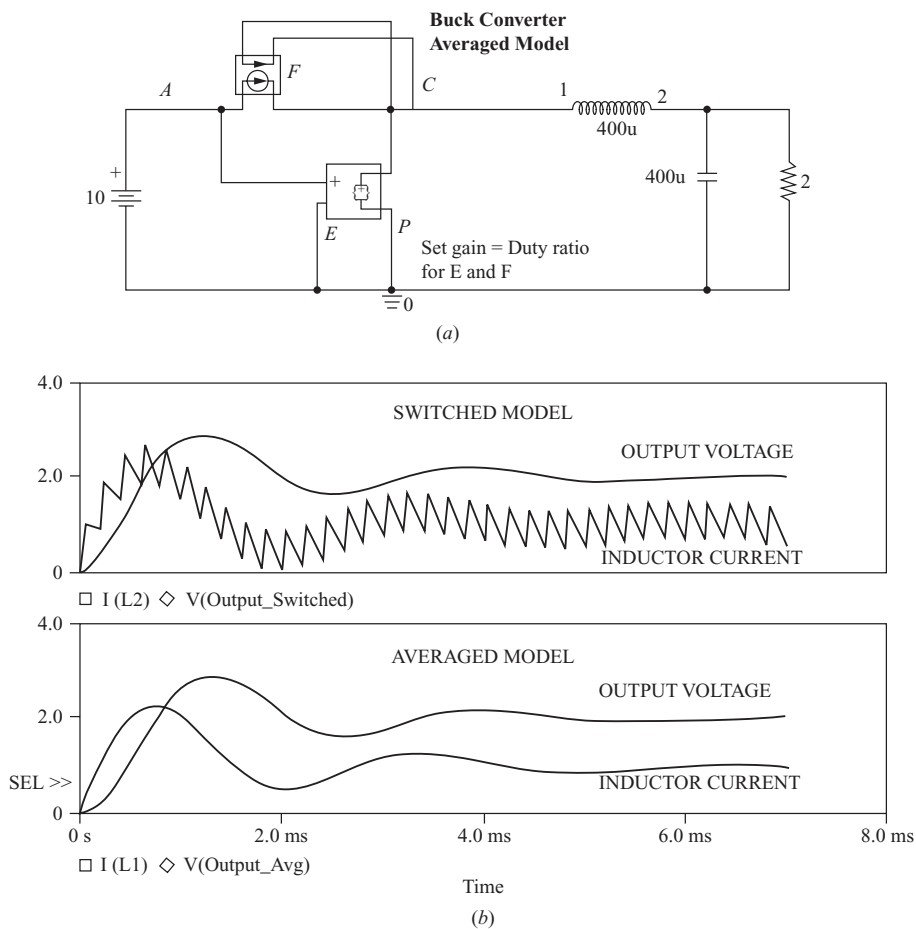 Buck Converter
Averaged Model
F
A
C
1
2
400u
+
10
+
400u
2
E
P
Set gain = Duty ratio
for E and F
0
(a)
4.0
SWITCHED MODEL
OUTPUT VOLTAGE
2.0
INDUCTOR CURRENT
0
I (L2) V(Output_Switched)
4.0
AVERAGED MODEL
OUTPUT VOLTAGE
2.0
SEL >>
INDUCTOR CURRENT
0
0 s 2.0 ms 4.0 ms 6.0 ms 8.0 ms
I (L1) V(Output_Avg)
Time
(b)